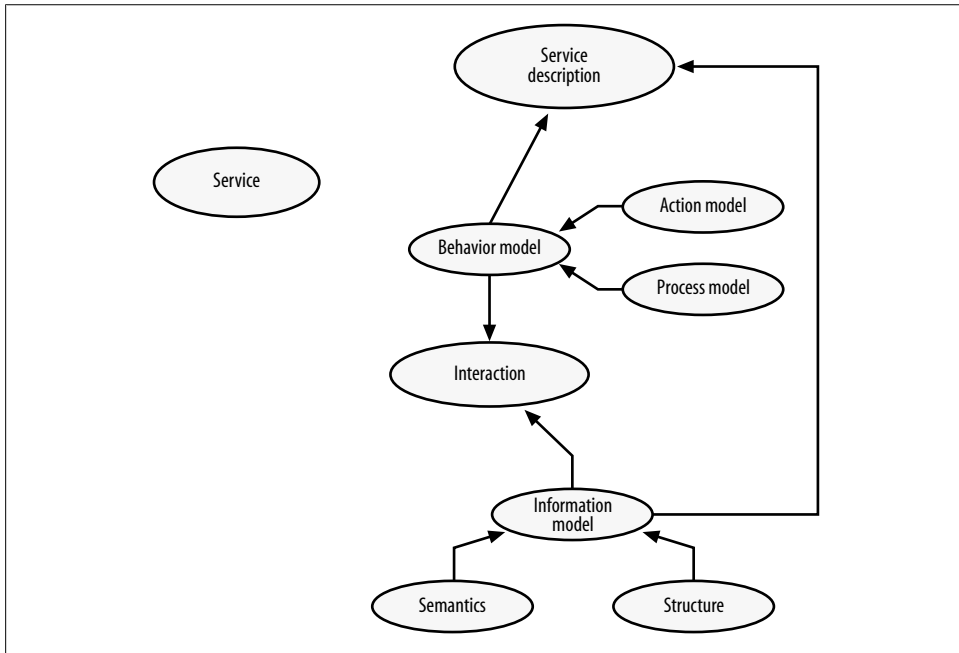 Service
description
Service
Action model
Behavior model
Process model
Interaction
Information
model
Semantics
Structure